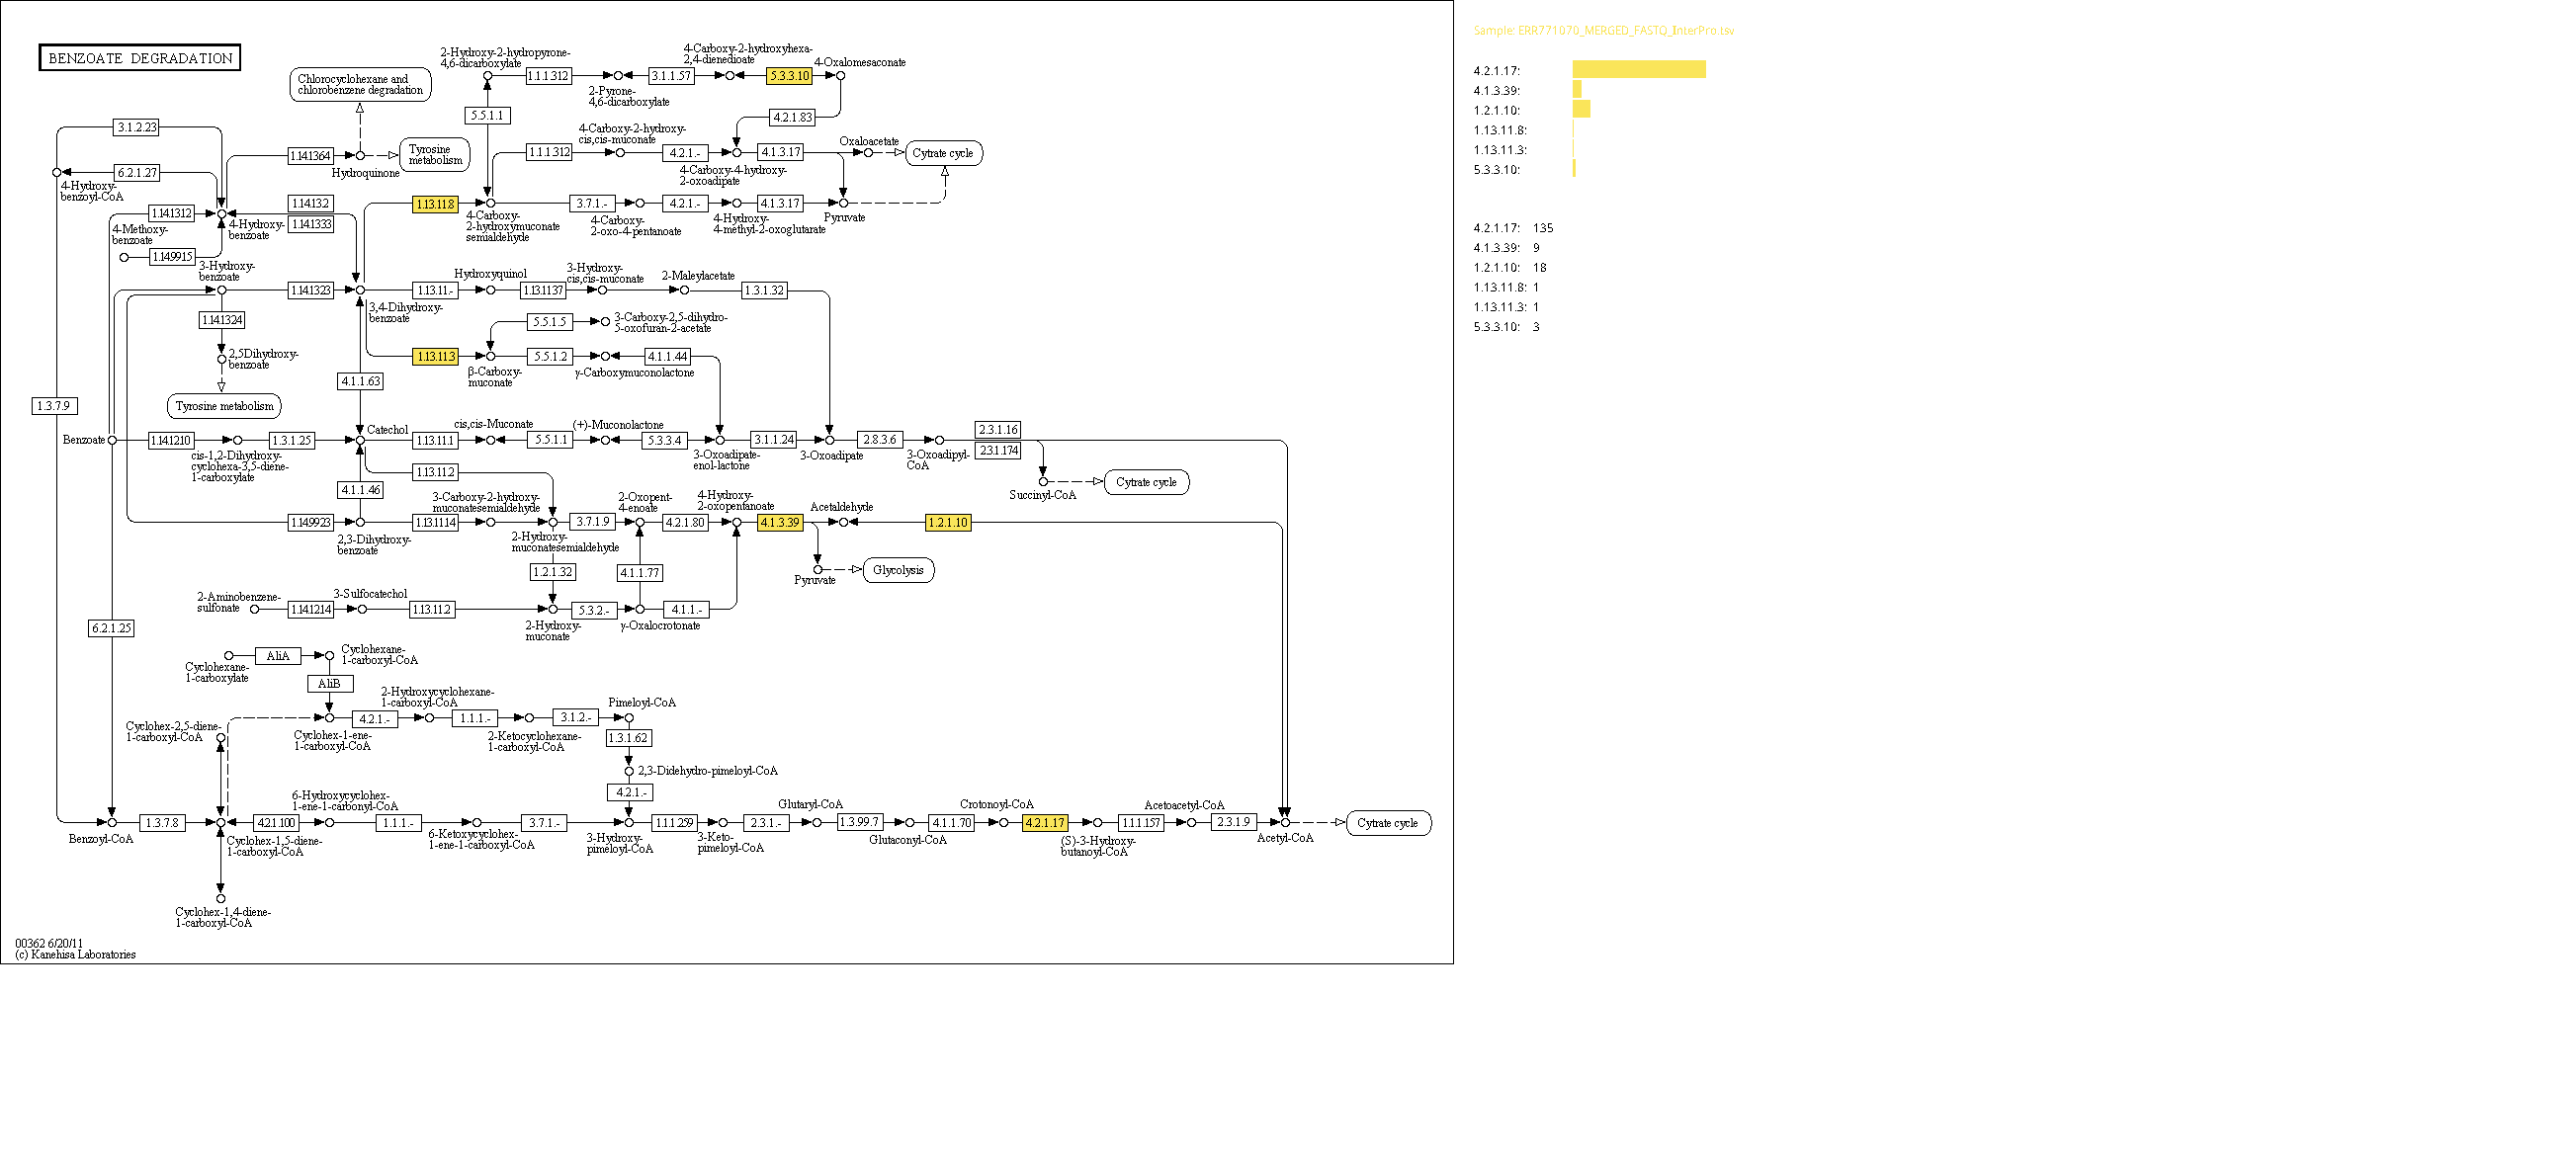 BENZOATE DEGRADATION
Chlorocyclohexane and
chlorobenzene degradation
2-Hydroxy-2-hydropyrone-
4,6-dicarboxylate
1.1.1.312
2-Pyrone-
4,6-dicarboxylate
3.1.1.57
4-Carboxy-2-hydroxyhexa-
2,4-dienedioate
5.3.3.10
4-Oxalomesaconate
5.5.1.1
4.2.1.83
3.1.2.23
1.14.1364
Hydroquinone
Tyrosine
metabolism
1.1.1.312
4-Carboxy-2-hydroxy-
cis,cis-muconate
4.2.1.-
4-Carboxy-4-hydroxy-
2-oxoadipate
4.1.3.17
Oxaloacetate
Cytrate cycle
6.2.1.27
4-Hydroxy-
benzoyl-CoA
1.14.1312
4-Methoxy-
benzoate
4-Hydroxy-
benzoate
1.14.13.2
1.14.1333
1.13.11.8
4-Carboxy-
2-hydroxymuconate
semialdehyde
3.7.1.-
4-Carboxy-
2-oxo-4-pentanoate
4.2.1.-
4-Hydroxy-
4-methyl-2-oxoglutarate
4.1.3.17
Pyruvate
1.14.9915
3-Hydroxy-
benzoate
1.14.1323
3,4-Dihydroxy-
benzoate
1.13.11.-
Hydroxyquinol
1.13.1137
3-Hydroxy-
cis,cis-muconate
2-Maleylacetate
1.3.1.32
1.14.1324
2,5Dihydroxy-
benzoate
Tyrosine metabolism
5.5.1.5
3-Carboxy-2,5-dihydro-
5-oxofuran-2-acetate
1.13.11.3
β-Carboxy-
muconate
5.5.1.2
γ-Carboxymuconolactone
4.1.1.44
4.1.1.63
1.3.7.9
Benzoate
1.14.1210
cis-1,2-Dihydroxy-
cyclohexa-3,5-diene-
1-carboxylate
1.3.1.25
Catechol
1.13.11.1
cis,cis-Muconate
5.5.1.1
(+)-Muconolactone
5.3.3.4
3-Oxoadipate-
enol-lactone
3.1.1.24
3-Oxoadipate
2.8.3.6
3-Oxoadipyl-
CoA
2.3.1.16
2.3.1.174
Succinyl-CoA
Cytrate cycle
1.13.11.2
4.1.1.46
1.14.9923
2,3-Dihydroxy-
benzoate
1.13.1114
3-Carboxy-2-hydroxy-
muconatesemialdehyde
2-Hydroxy-
muconatesemialdehyde
3.7.1.9
2-Oxopent-
4-enoate
4.2.1.80
4-Hydroxy-
2-oxopentanoate
4.1.3.39
Acetaldehyde
1.2.1.10
Pyruvate
Glycolysis
1.2.1.32
4.1.1.77
2-Aminobenzene-
sulfonate
1.14.1214
3-Sulfocatechol
1.13.11.2
2-Hydroxy-
muconate
5.3.2.-
γ-Oxalocrotonate
4.1.1.-
6.2.1.25
Cyclohexane-
1-carboxylate
AliA
Cyclohexane-
1-carboxyl-CoA
AliB
Cyclohex-2,5-diene-
1-carboxyl-CoA
Cyclohex-1-ene-
1-carboxyl-CoA
4.2.1.-
2-Hydroxycyclohexane-
1-carboxyl-CoA
1.1.1.-
2-Ketocyclohexane-
1-carboxyl-CoA
3.1.2.-
Pimeloyl-CoA
1.3.1.62
2,3-Didehydro-pimeloyl-CoA
4.2.1.-
Benzoyl-CoA
1.3.7.8
Cyclohex-1,5-diene-
1-carboxyl-CoA
4.2.1.100
6-Hydroxycyclohex-
1-ene-1-carbonyl-CoA
1.1.1.-
6-Ketoxycyclohex-
1-ene-1-carboxyl-CoA
3.7.1.-
3-Hydroxy-
pimeloyl-CoA
1.1.1.259
3-Keto-
pimeloyl-CoA
2.3.1.-
Glutaryl-CoA
1.3.99.7
Glutaconyl-CoA
4.1.1.70
Crotonoyl-CoA
4.2.1.17
(S)-3-Hydroxy-
butanoyl-CoA
1.1.1.157
Acetoacetyl-CoA
2.3.1.9
Acetyl-CoA
Cytrate cycle
Cyclohex-1,4-diene-
1-carboxyl-CoA
00362 6/20/11
(c) Kanehisa Laboratories
Sample: ERR771070_MERGED_FASTQ_InterPro.tsv
4.2.1.17:
4.1.3.39:
1.2.1.10:
1.13.11.8:
1.13.11.3:
5.3.3.10:
4.2.1.17: 135
4.1.3.39: 9
1.2.1.10: 18
1.13.11.8: 1
1.13.11.3: 1
5.3.3.10: 3